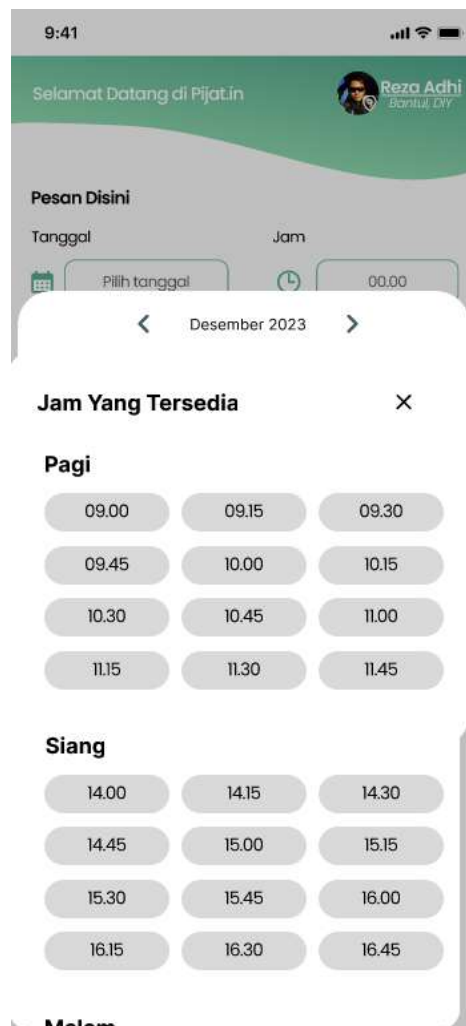 9:41
Selamat Datang di Pijat.in
Reza Adhi
Bantul, DIY
Pesan Disini
Tanggal Jam
Pilih tanggal 00.00
Desember 2023
Jam Yang Tersedia
Pagi
09.00 09.15 09.30
09.45 10.00 10.15
10.30 10.45 11.00
11.15 11.30 11.45
Siang
14.00 14.15 14.30
14.45 15.00 15.15
15.30 15.45 16.00
16.15 16.30 16.45
Malam